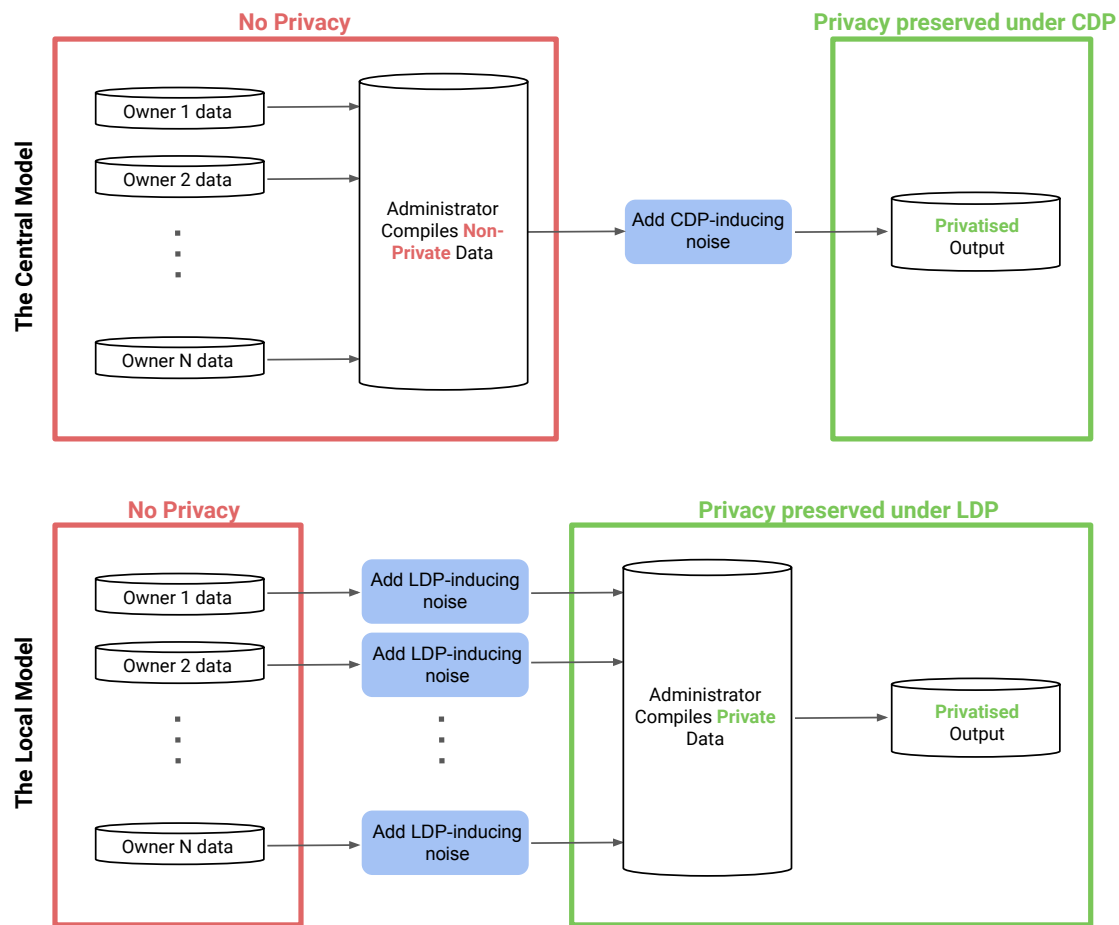 No Privacy
Privacy preserved under CDP
The Central Model
Owner 1 data
Owner 2 data
Owner N data
Administrator
Compiles Non-
Private Data
Add CDP-inducing
noise
Privatised
Output
No Privacy
Privacy preserved under LDP
The Local Model
Owner 1 data
Add LDP-inducing
noise
Owner 2 data
Add LDP-inducing
noise
Owner N data
Add LDP-inducing
noise
Administrator
Compiles Private
Data
Privatised
Output